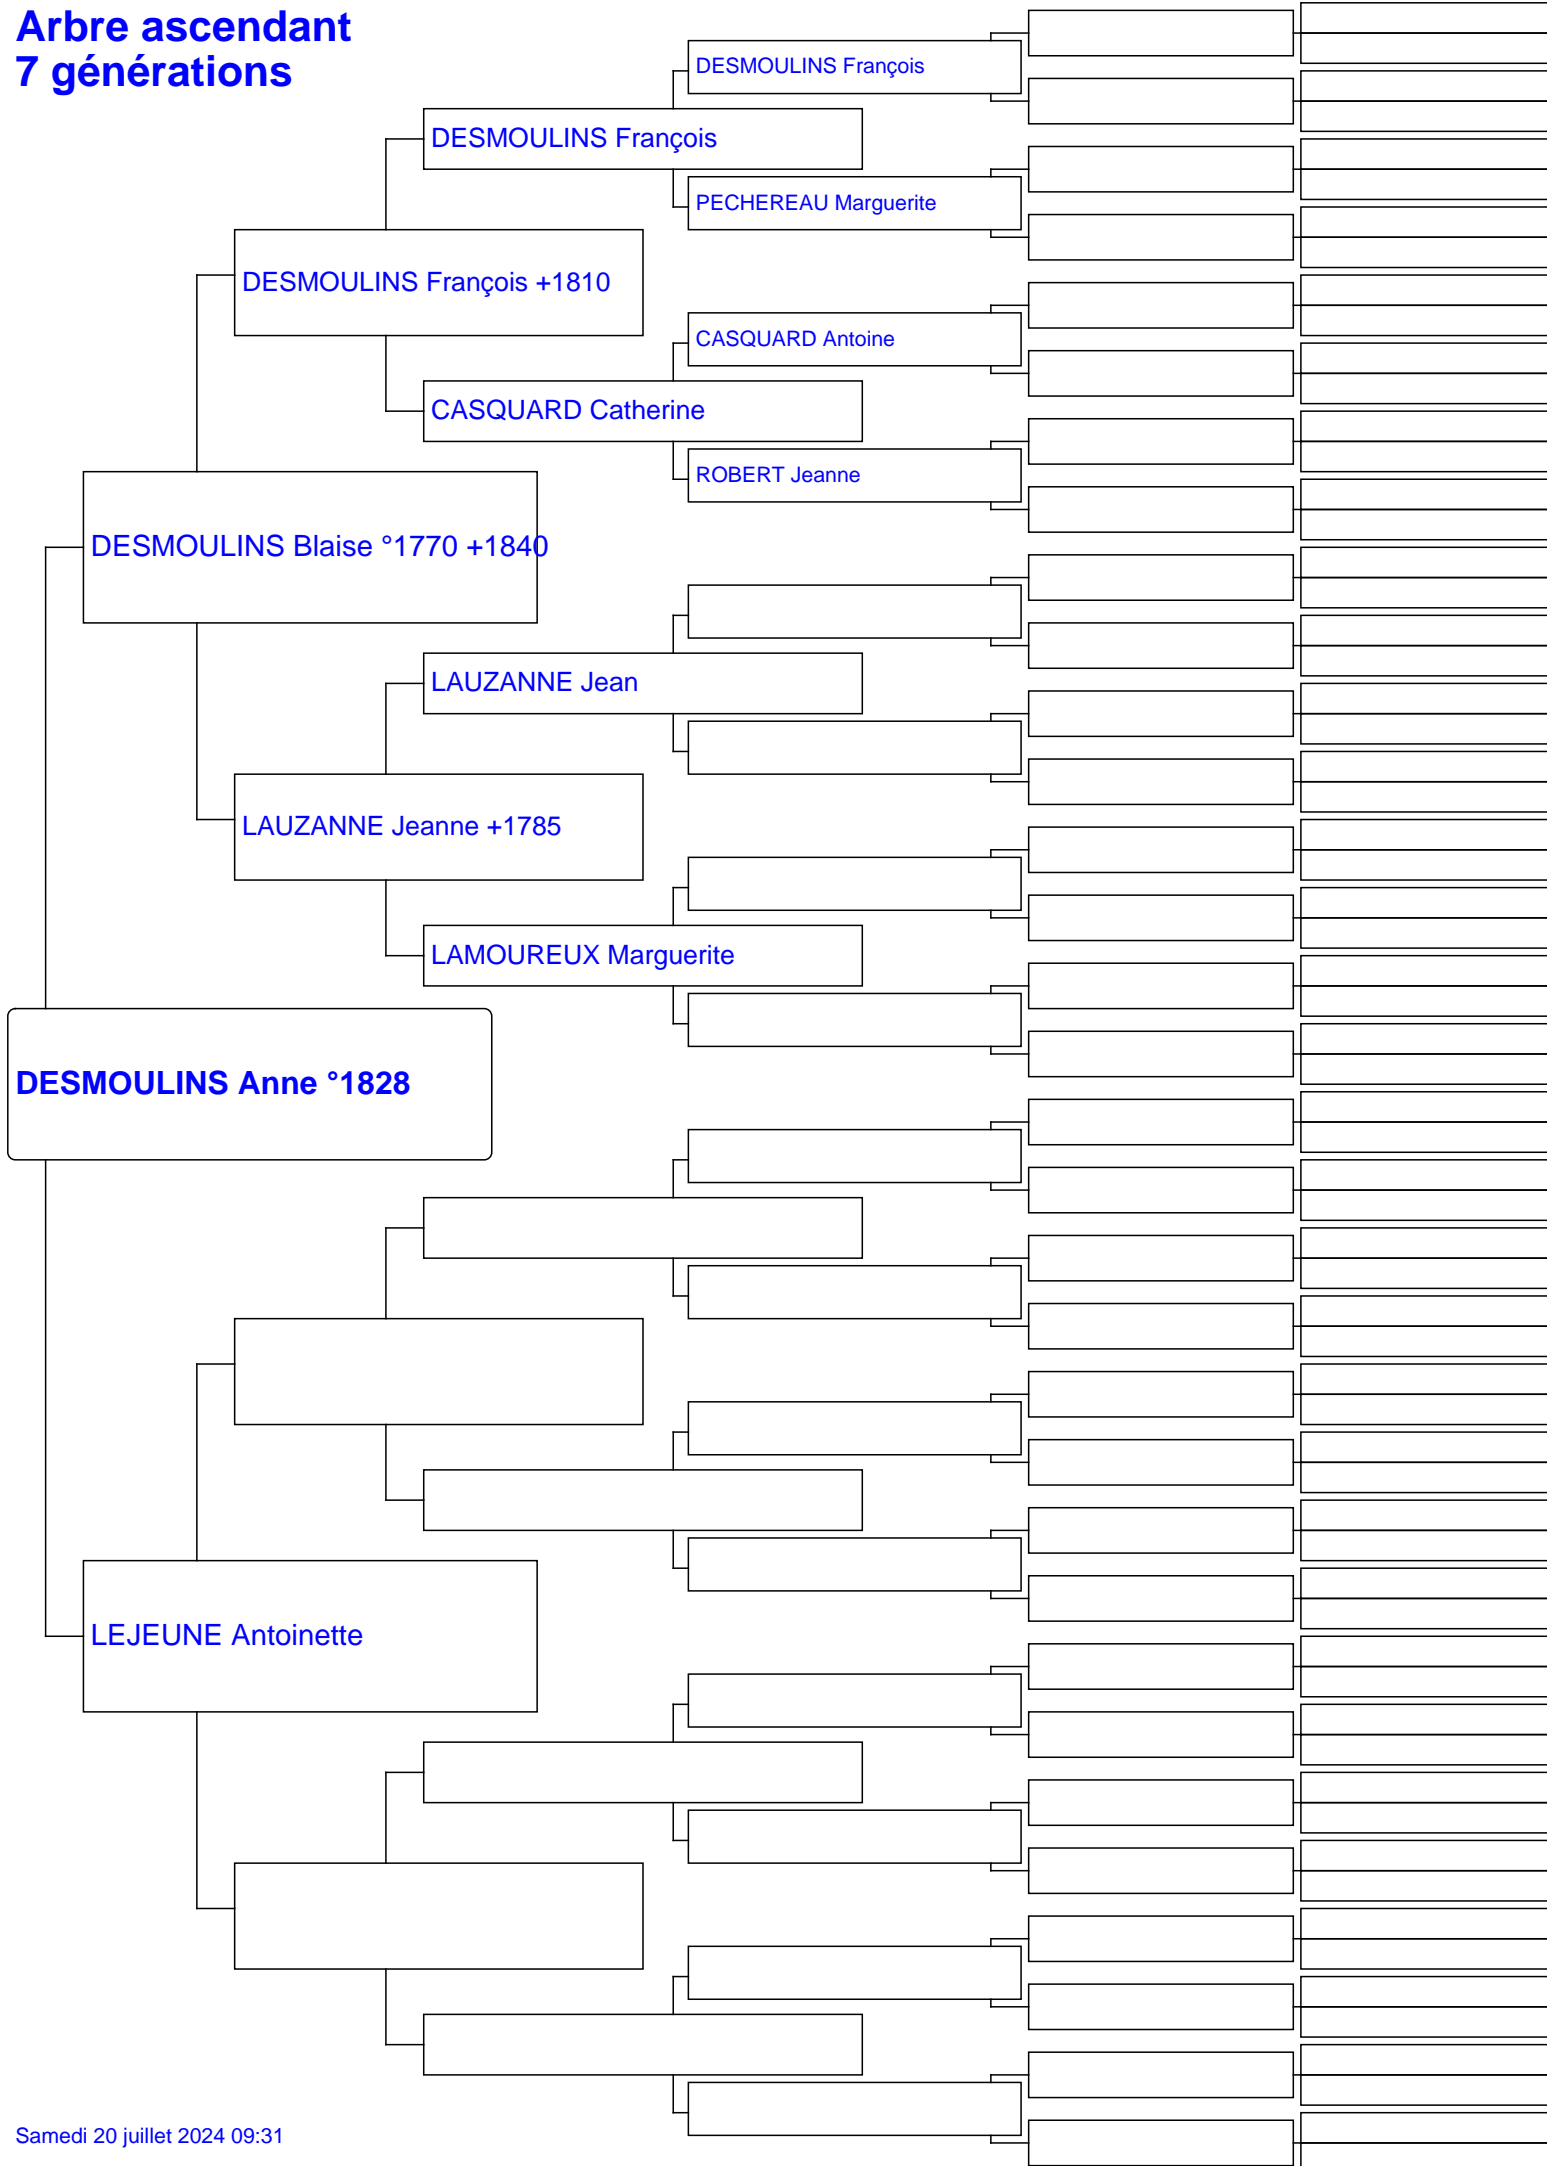 Arbre ascendant
7 générations
DESMOULINS François
DESMOULINS François
PECHEREAU Marguerite
DESMOULINS François +1810
CASQUARD Antoine
CASQUARD Catherine
ROBERT Jeanne
DESMOULINS Blaise °1770 +1840
LAUZANNE Jean
LAUZANNE Jeanne +1785
LAMOUREUX Marguerite
DESMOULINS Anne °1828
LEJEUNE Antoinette
Samedi 20 juillet 2024 09:31